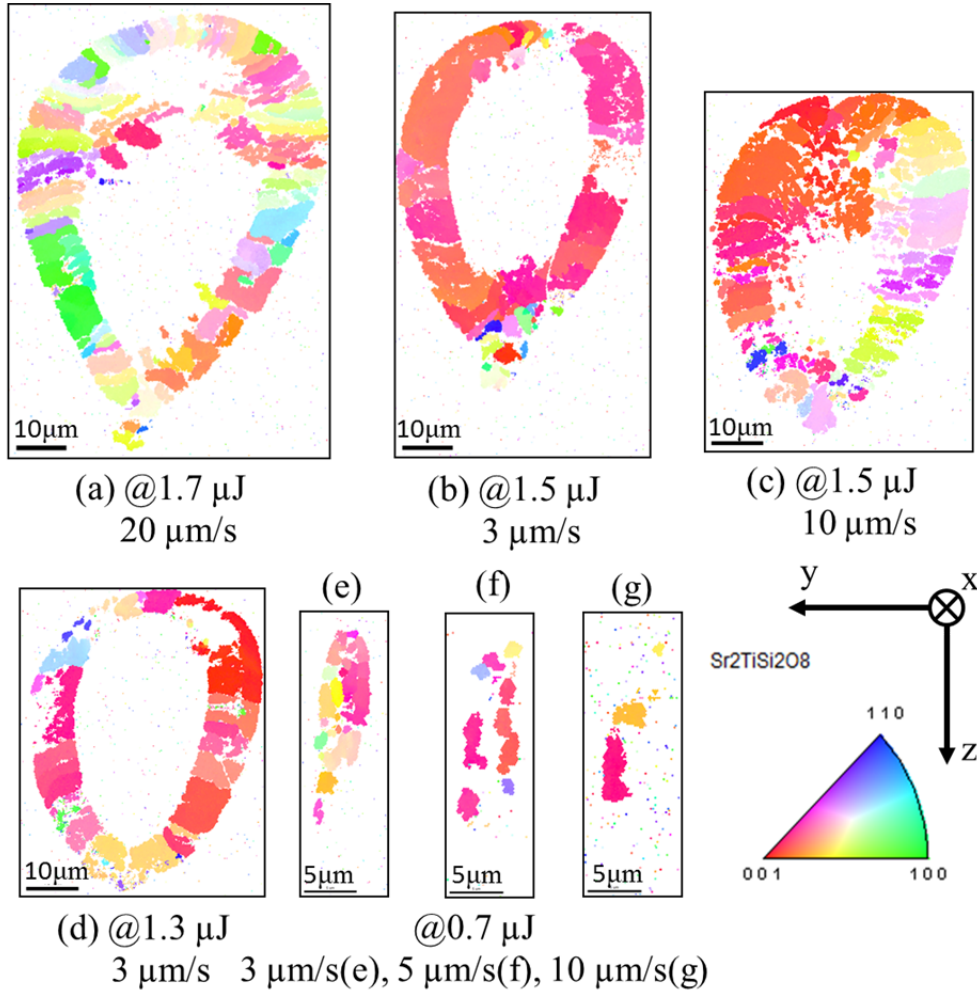 10µm
10µm
10µm
(a) @1.7 µJ
20 µm/s
(b) @1.5 µJ
3 µm/s
(c) @1.5 µJ
10 µm/s
(e)
(f)
(g)
y
x
Sr2TiSi2O8
z
110
001
100
10µm
5µm
5µm
5µm
(d) @1.3 µJ
3 µm/s
@0.7 µJ
3 µm/s(e), 5 µm/s(f), 10 µm/s(g)